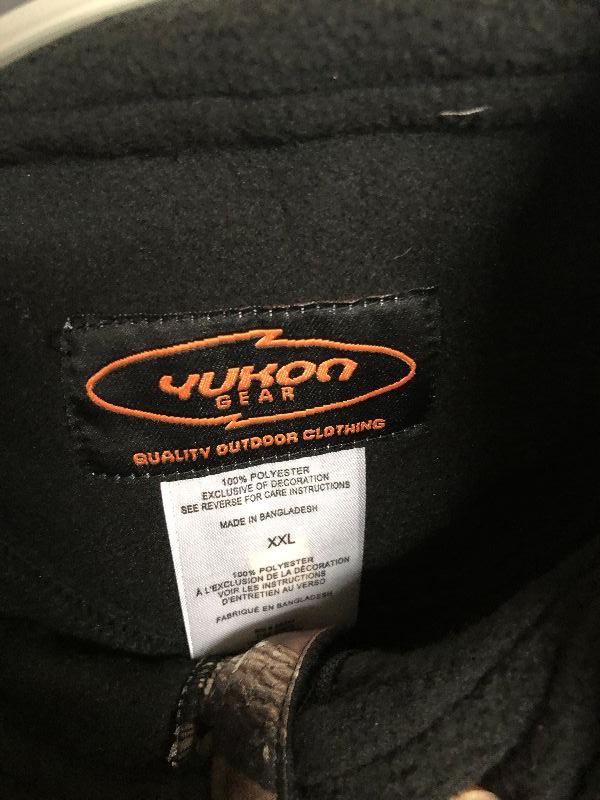 YUKON
GEAR
QUALITY OUTDOOR CLOTHING
100% POLYESTER
EXCLUSIVE OF DECORATION
SEE REVERSE FOR CARE INSTRUCTIONS
MADE IN BANGLADESH
XXL
100% POLYESTER
À L'EXCLUSION DE LA DÉCORATION
VOIR LES INSTRUCTIONS
D'ENTRETIEN AU VERSO
FABRIQUÉ EN BANGLADESH